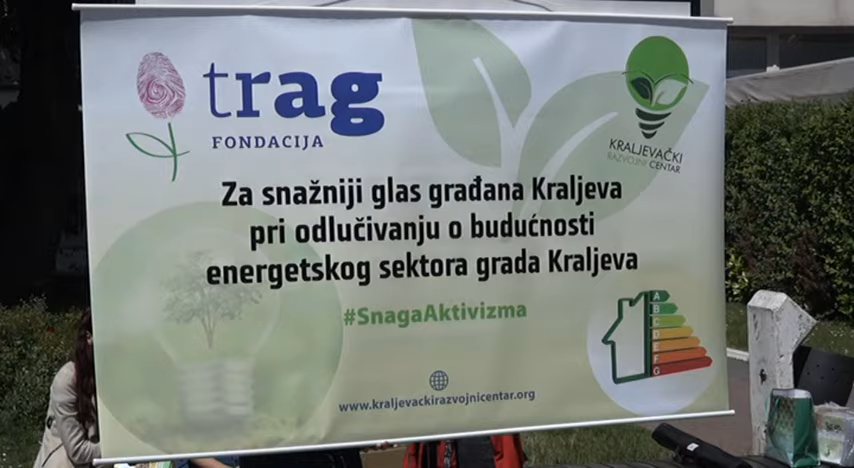 trag
FONDACIJA
KRALJEVAČKI
RAZVOJNI CENTAR
Za snažniji glas građana Kraljeva
pri odlučivanju o budućnosti
energetskog sektora grada Kraljeva
#SnagaAktivizma
A
B
C
D
E
F
G
www.kraljevackirazvojnicentar.org